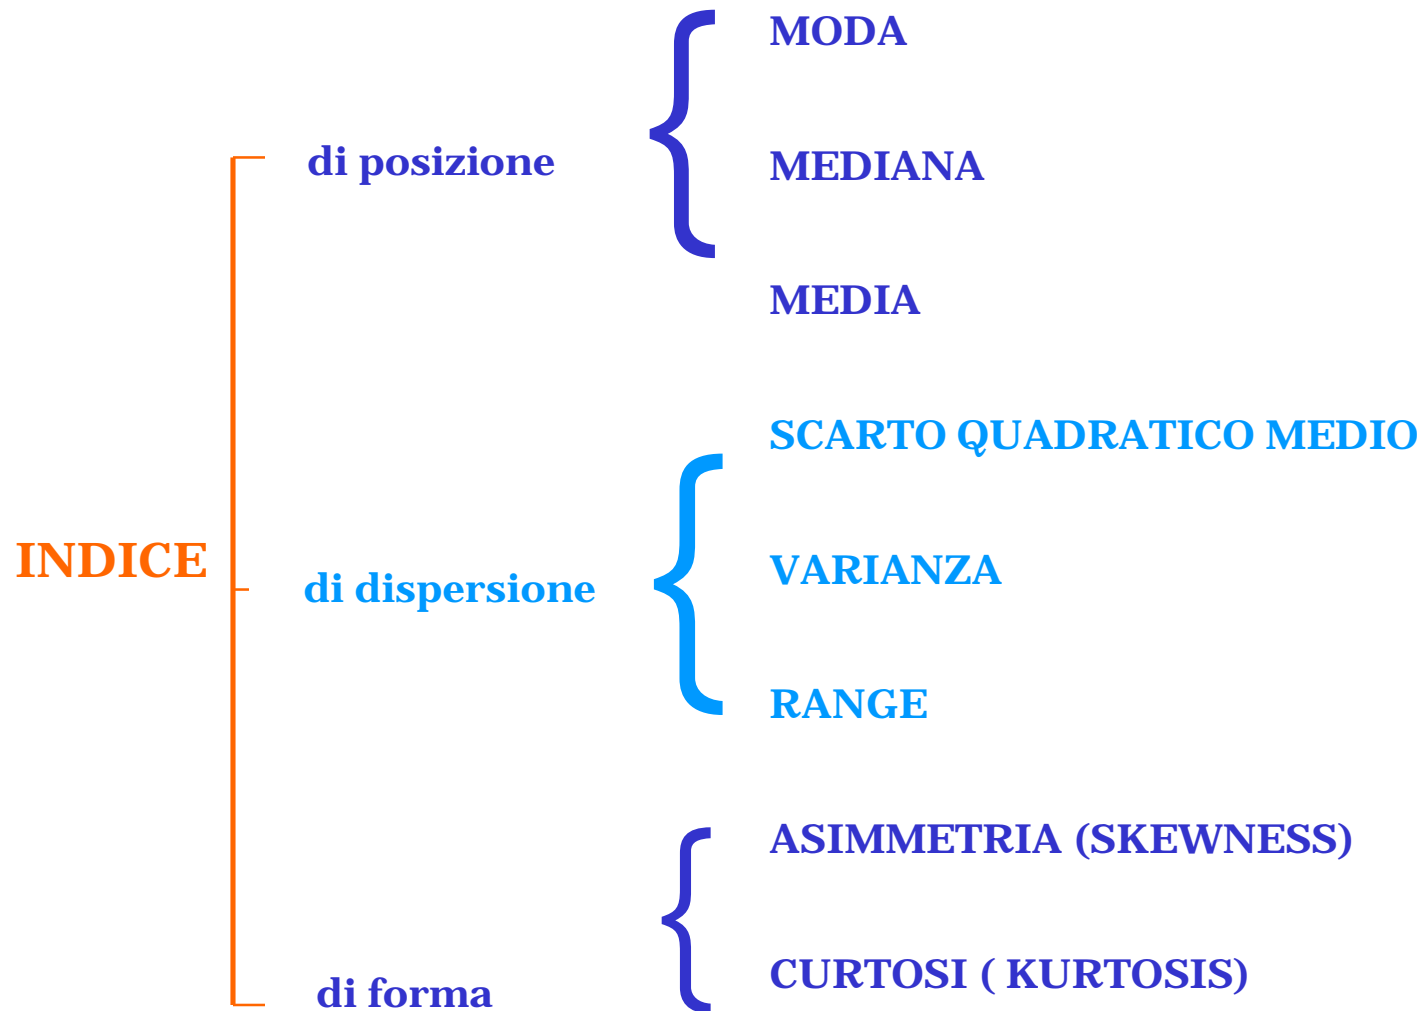 MODA
di posizione
MEDIANA
MEDIA
SCARTO QUADRATICO MEDIO
INDICE
di dispersione
VARIANZA
RANGE
ASIMMETRIA (SKEWNESS)
di forma
CURTOSI ( KURTOSIS)